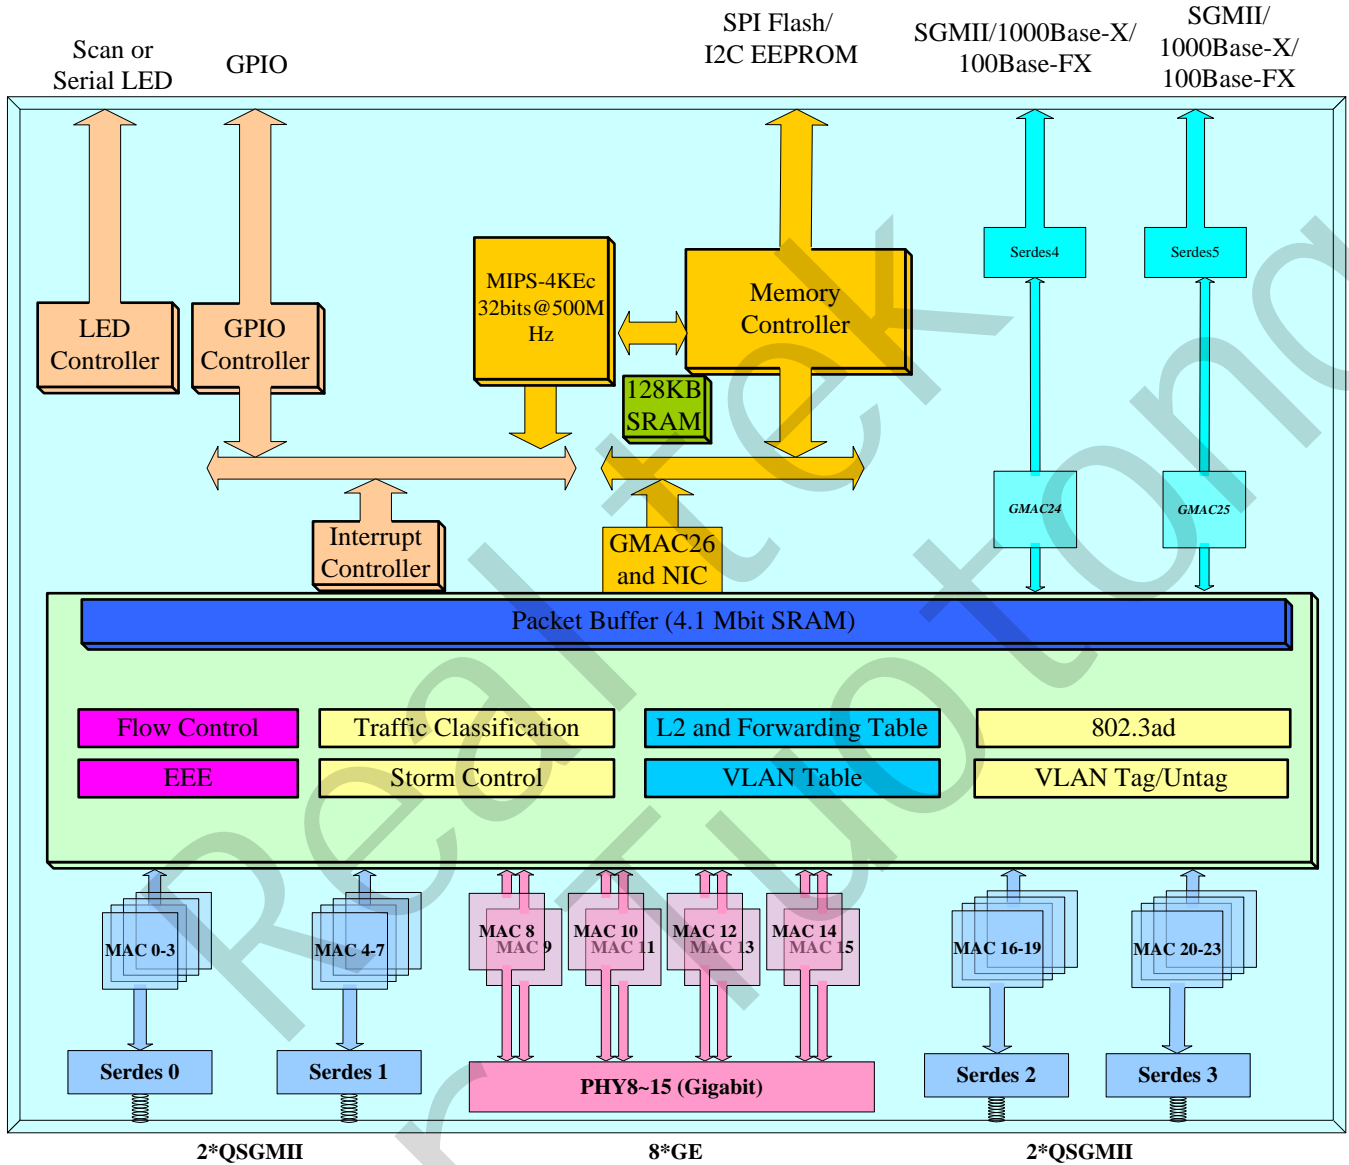 Scan or
Serial LED
GPIO
SPI Flash/
I2C EEPROM
SGMII/1000Base-X/
100Base-FX
SGMII/
1000Base-X/
100Base-FX
Serdes4
Serdes5
MIPS-4KEc
32bits@500M
Hz
Memory
Controller
LED
Controller
GPIO
Controller
128KB
SRAM
GMAC24
GMAC25
Interrupt
Controller
GMAC26
and NIC
Packet Buffer (4.1 Mbit SRAM)
Flow Control
Traffic Classification
L2 and Forwarding Table
802.3ad
EEE
Storm Control
VLAN Table
VLAN Tag/Untag
MAC 0-3
MAC 4-7
MAC 8
MAC 9
MAC 10
MAC 11
MAC 12
MAC 13
MAC 14
MAC 15
MAC 16-19
MAC 20-23
Serdes 0
Serdes 1
PHY8~15 (Gigabit)
Serdes 2
Serdes 3
2*QSGMII
8*GE
2*QSGMII
Realtek